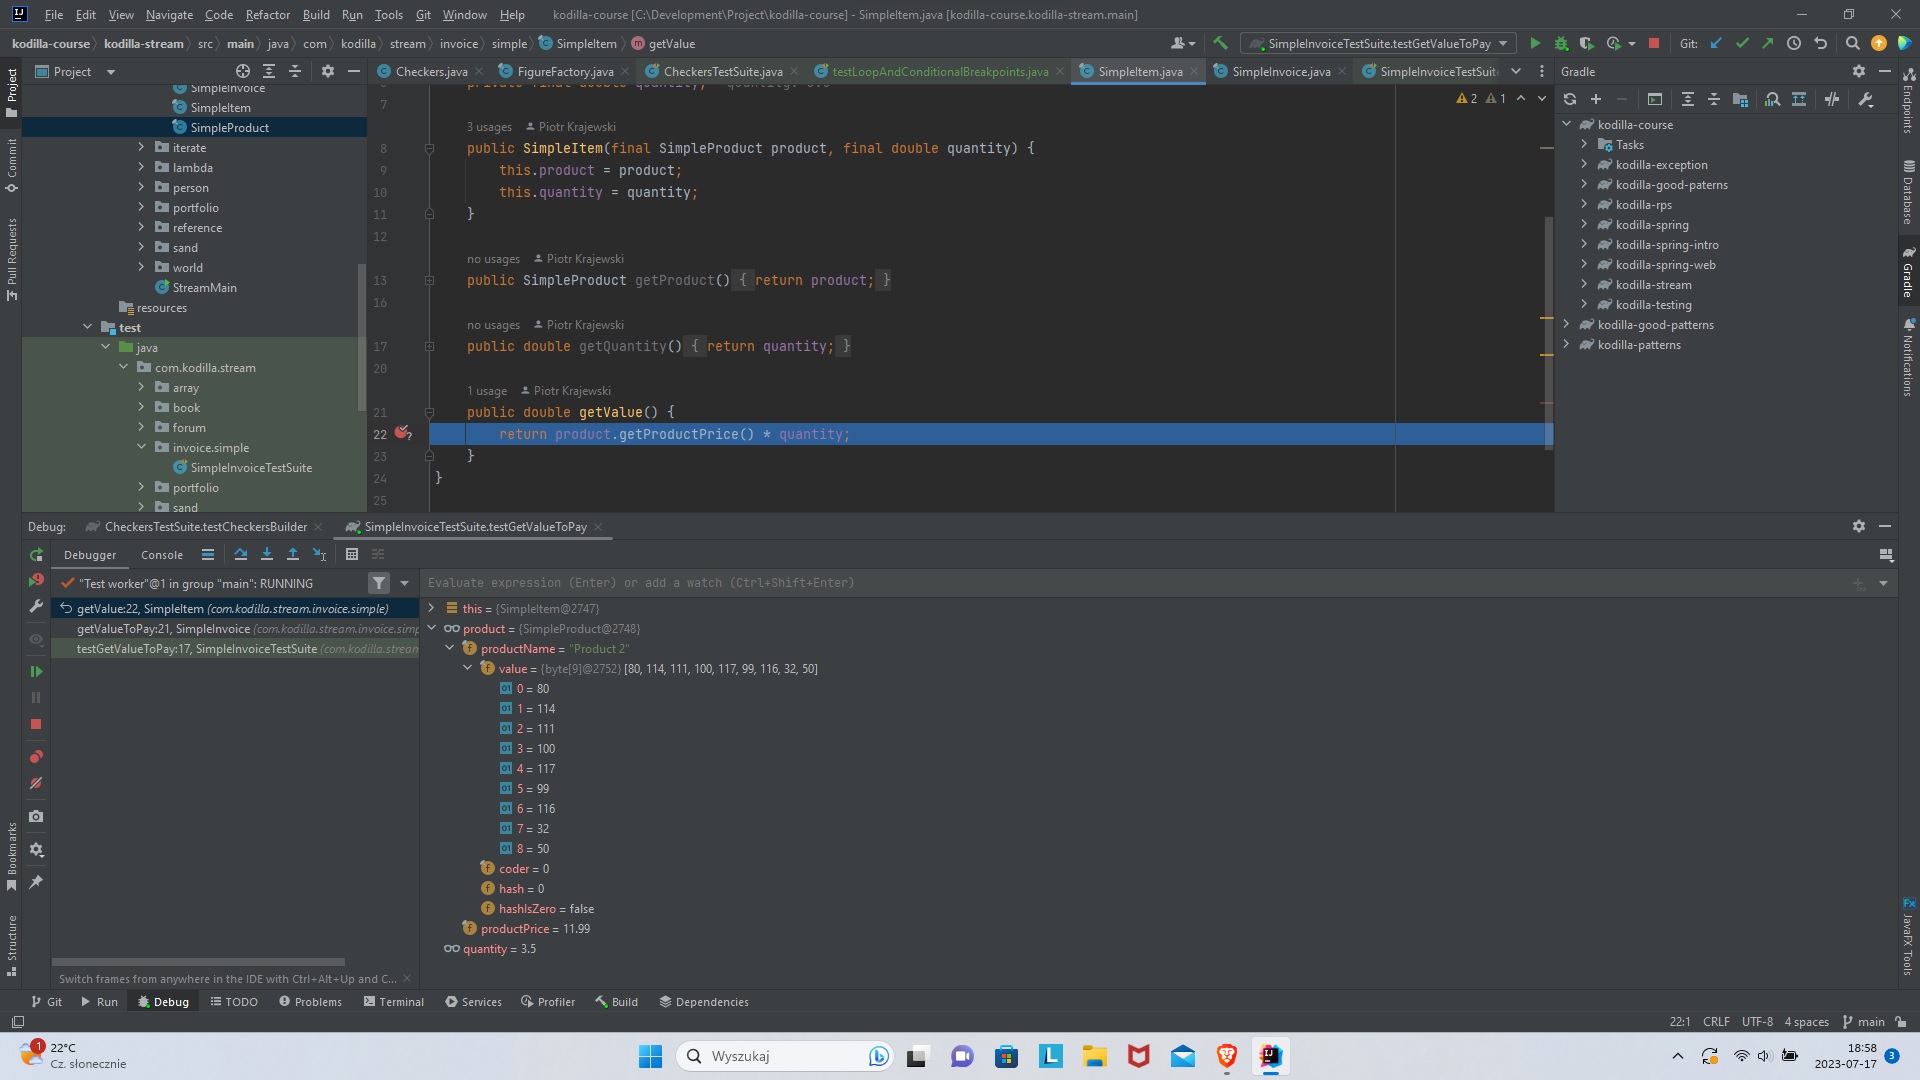 File Edit View Navigate Code Refactor Build Run Tools Git Window Help kodilla-course [C:\Development\Project\kodilla-course] - SimpleItem.java [kodilla-course.kodilla-stream.main]
kodilla-course kodilla-stream src main java com kodilla stream invoice simple SimpleItem getValue SimpleInvoiceTestSuite.testGetValueToPay Git:
Project
Checkers.java FigureFactory.java CheckersTestSuite.java testLoopAndConditionalBreakpoints.java SimpleItem.java SimpleInvoice.java SimpleInvoiceTestSuit
Gradle
Project
Commit
Pull Requests
Bookmarks
Structure
SimpleInvoice
SimpleItem
SimpleProduct
iterate
lambda
person
portfolio
reference
sand
world
StreamMain
resources
test
java
com.kodilla.stream
array
book
forum
invoice.simple
SimpleInvoiceTestSuite
portfolio
sand
2 1
7
3 usages Piotr Krajewski
8 public SimpleItem(final SimpleProduct product, final double quantity) {
9 this.product = product;
10 this.quantity = quantity;
11 }
12
no usages Piotr Krajewski
13 public SimpleProduct getProduct() { return product; }
16
no usages Piotr Krajewski
17 public double getQuantity() { return quantity; }
20
1 usage Piotr Krajewski
21 public double getValue() {
22 return product.getProductPrice() * quantity;
23 }
24 }
25
kodilla-course
Tasks
kodilla-exception
kodilla-good-paterns
kodilla-rps
kodilla-spring
kodilla-spring-intro
kodilla-spring-web
kodilla-stream
kodilla-testing
kodilla-good-patterns
kodilla-patterns
Endpoints
Database
Gradle
Notifications
JavaFX Tools
Debug: CheckersTestSuite.testCheckersBuilder SimpleInvoiceTestSuite.testGetValueToPay
Debugger Console
"Test worker"@1 in group "main": RUNNING
getValue:22, SimpleItem (com.kodilla.stream.invoice.simple)
getValueToPay:21, SimpleInvoice (com.kodilla.stream.invoice.simp
testGetValueToPay:17, SimpleInvoiceTestSuite (com.kodilla.stream
Switch frames from anywhere in the IDE with Ctrl+Alt+Up and C...
Evaluate expression (Enter) or add a watch (Ctrl+Shift+Enter)
this = {SimpleItem@2747}
product = {SimpleProduct@2748}
productName = "Product 2"
value = {byte[9]@2752} [80, 114, 111, 100, 117, 99, 116, 32, 50]
0 = 80
1 = 114
2 = 111
3 = 100
4 = 117
5 = 99
6 = 116
7 = 32
8 = 50
coder = 0
hash = 0
hashIsZero = false
productPrice = 11.99
quantity = 3.5
Git Run Debug TODO Problems Terminal Services Profiler Build Dependencies
22:1 CRLF UTF-8 4 spaces main
1 22°C
Cz. słonecznie
Wyszukaj
18:58
2023-07-17
3